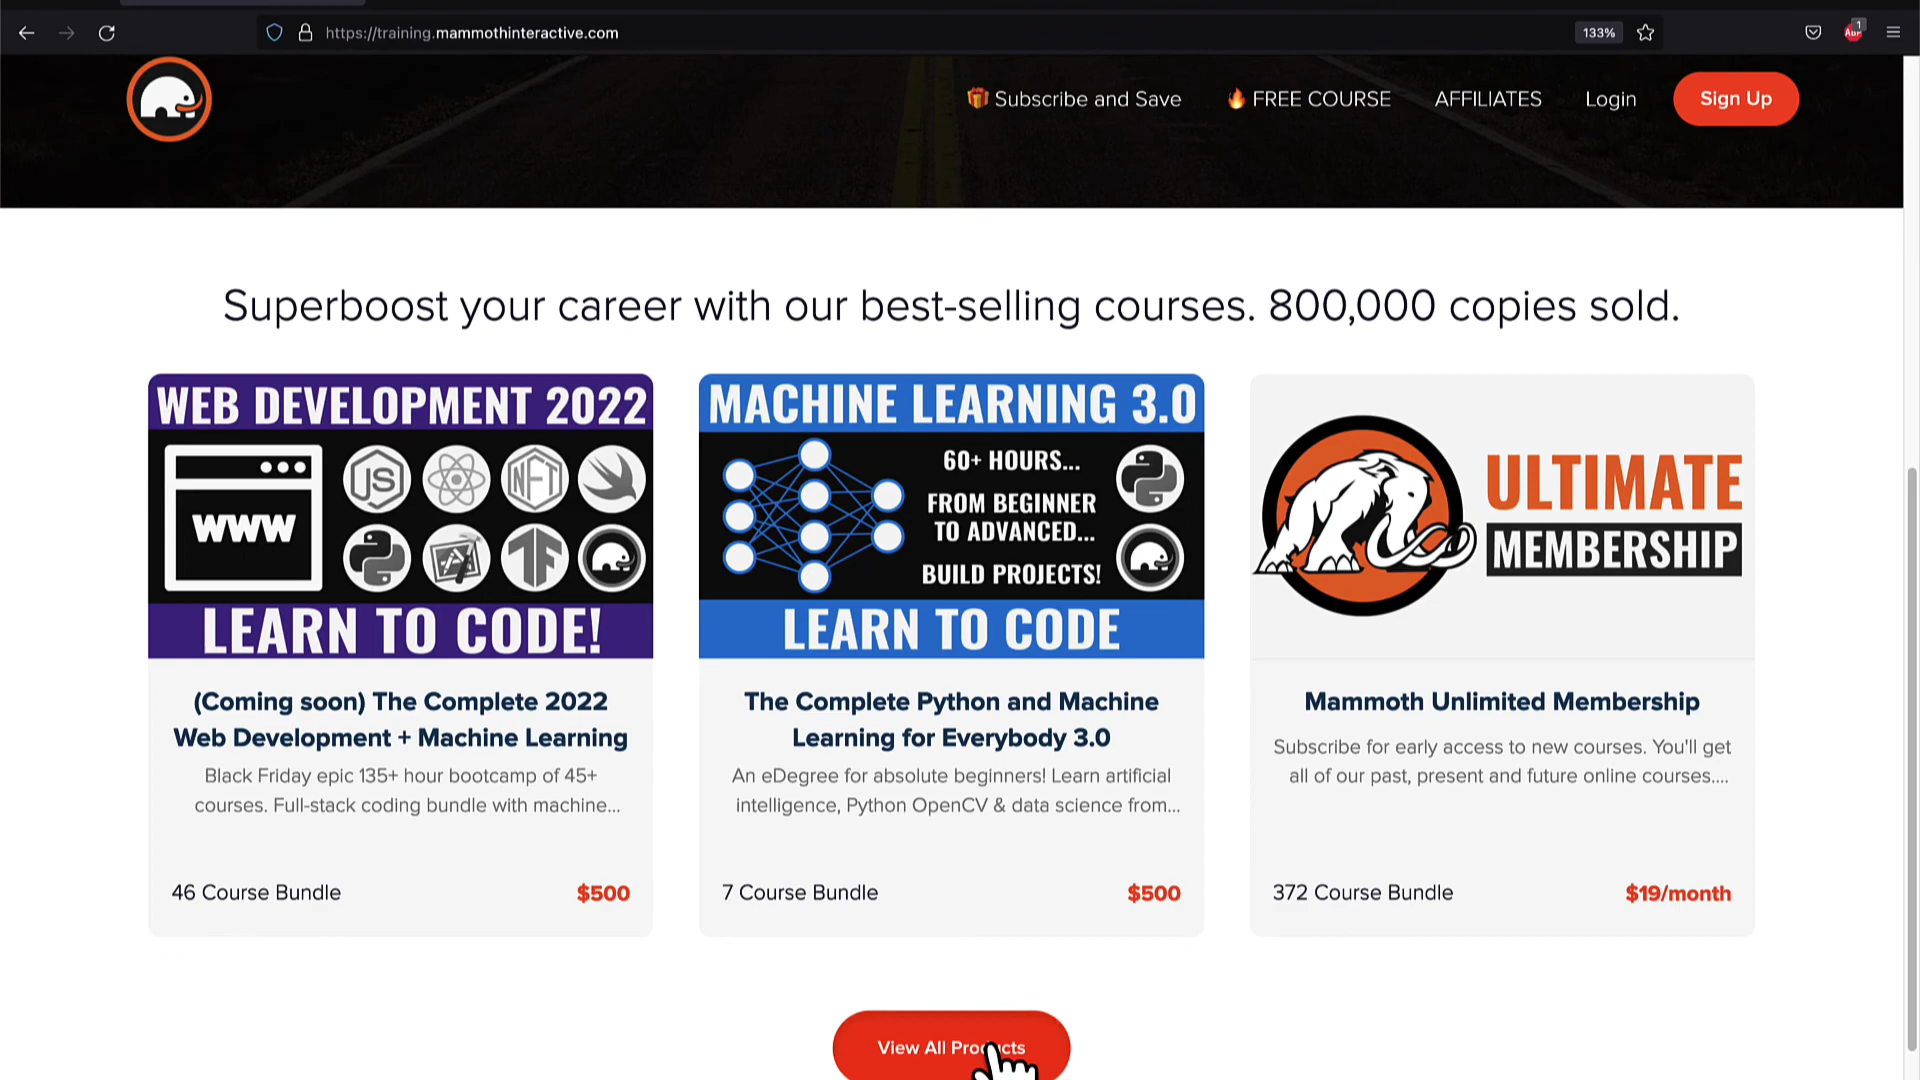 https://training.mammothinteractive.com
133%
1
ABP
🎁 Subscribe and Save
🔥 FREE COURSE
AFFILIATES
Login
Sign Up
Superboost your career with our best-selling courses. 800,000 copies sold.
WEB DEVELOPMENT 2022
WWW
JS
NFT
TF
LEARN TO CODE!
(Coming soon) The Complete 2022
Web Development + Machine Learning
Black Friday epic 135+ hour bootcamp of 45+
courses. Full-stack coding bundle with machine...
46 Course Bundle
$500
MACHINE LEARNING 3.0
60+ HOURS...
FROM BEGINNER
TO ADVANCED...
BUILD PROJECTS!
LEARN TO CODE
The Complete Python and Machine
Learning for Everybody 3.0
An eDegree for absolute beginners! Learn artificial
intelligence, Python OpenCV & data science from...
7 Course Bundle
$500
ULTIMATE
MEMBERSHIP
Mammoth Unlimited Membership
Subscribe for early access to new courses. You'll get
all of our past, present and future online courses....
372 Course Bundle
$19/month
View All Products